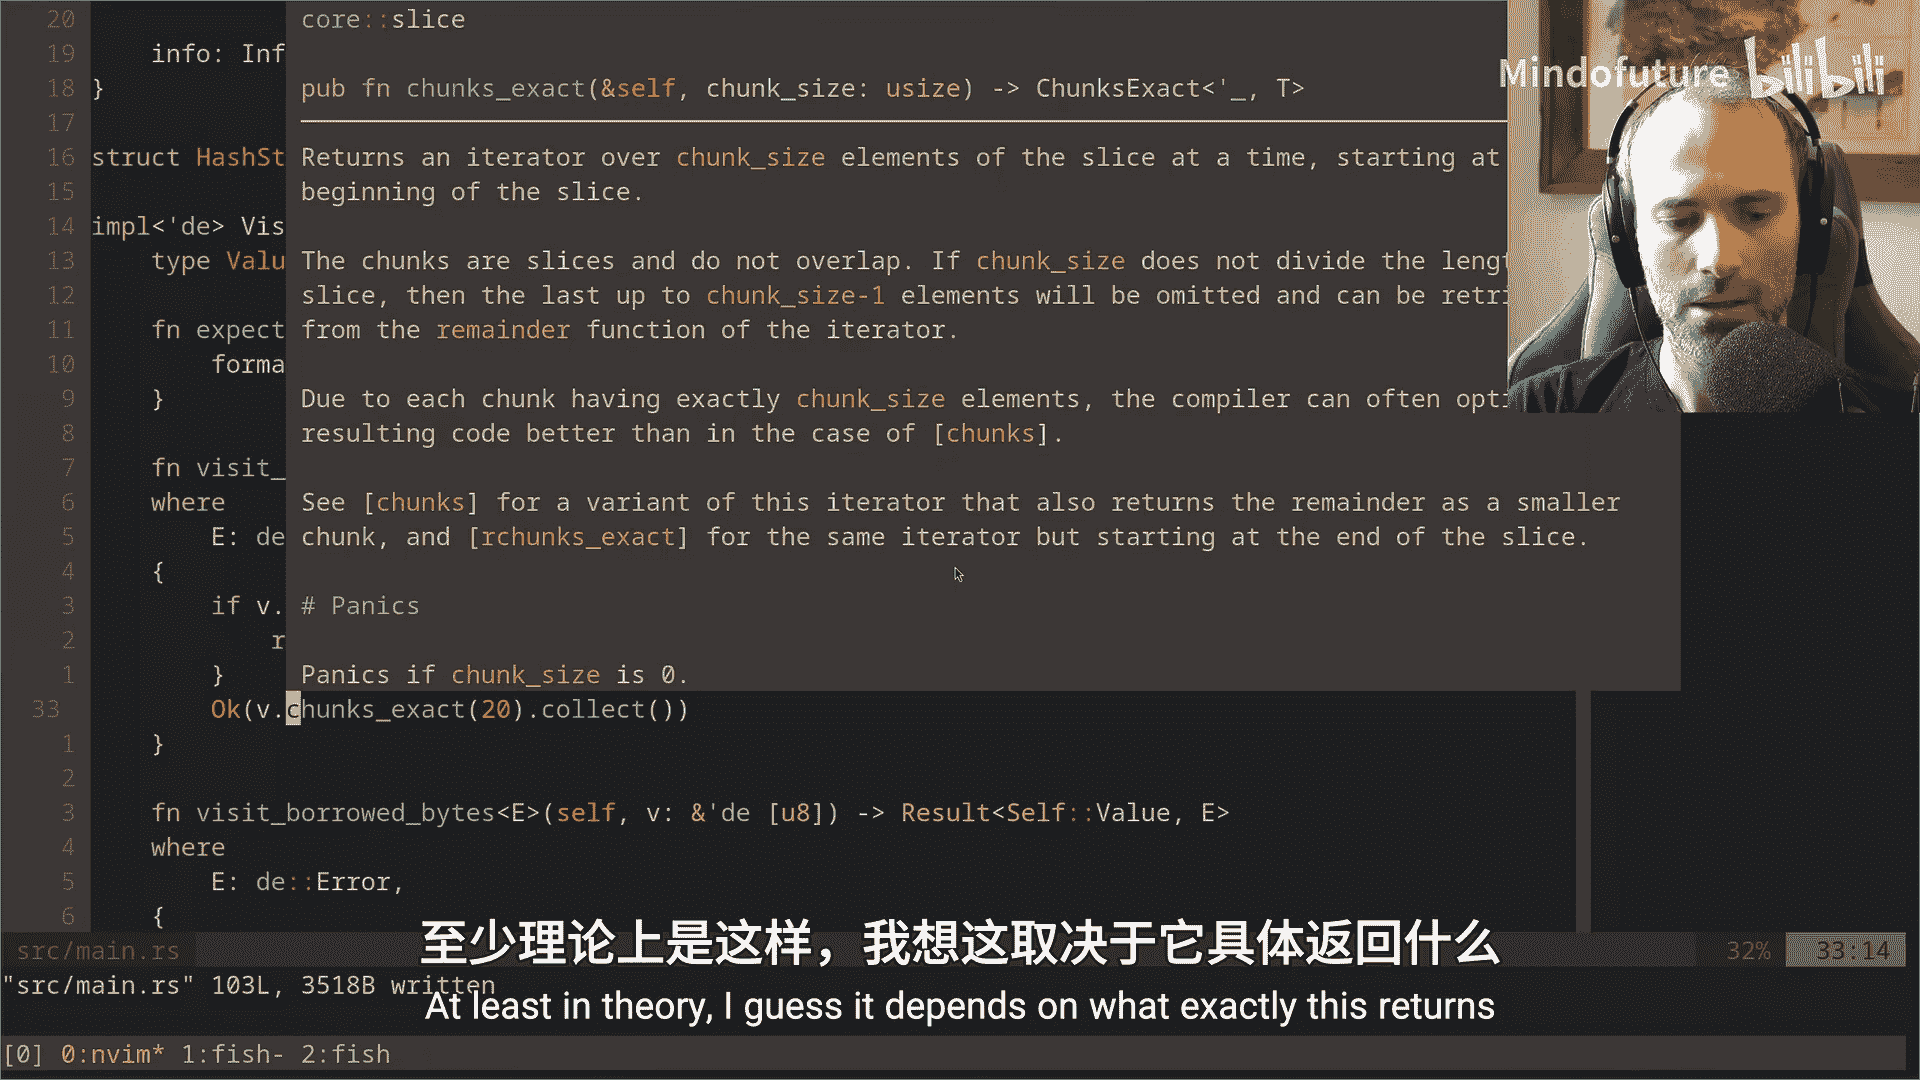 20
core::slice
19 info: Inf
18 }
pub fn chunks_exact(&self, chunk_size: usize) -> ChunksExact<'_, T>
17
16 struct HashSt
Returns an iterator over chunk_size elements of the slice at a time, starting at
15
beginning of the slice.
14 impl<'de> Vis
13 type Valu
The chunks are slices and do not overlap. If chunk_size does not divide the
12
slice, then the last up to chunk_size-1 elements will be omitted and can be
11 fn expect
from the remainder function of the iterator.
10 forma
9 }
Due to each chunk having exactly chunk_size elements, the compiler can often
8
resulting code better than in the case of [chunks].
7 fn visit_
6 where
See [chunks] for a variant of this iterator that also returns the remainder as a smaller
5 E: de
chunk, and [rchunks_exact] for the same iterator but starting at the end of the slice.
4 {
3 if v.
# Panics
2 r
1 }
Panics if chunk_size is 0.
33 Ok(v.chunks_exact(20).collect())
1 }
2
3 fn visit_borrowed_bytes<E>(self, v: &'de [u8]) -> Result<Self::Value, E>
4 where
5 E: de::Error,
6 {
src/main.rs 32% 33:14
"src/main.rs" 103L, 3518B written
[0] 0:nvim* 1:fish- 2:fish
Mindofuture bilibili
至少理论上是这样，我想这取决于它具体返回什么
At least in theory, I guess it depends on what exactly this returns